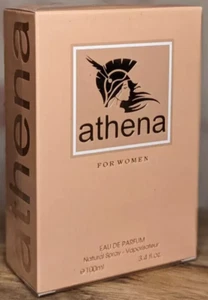 athena
athena
FOR WOMEN
EAU DE PARFUM
Natural Spray - Vaporisateur
100ml 3.4 fl.oz